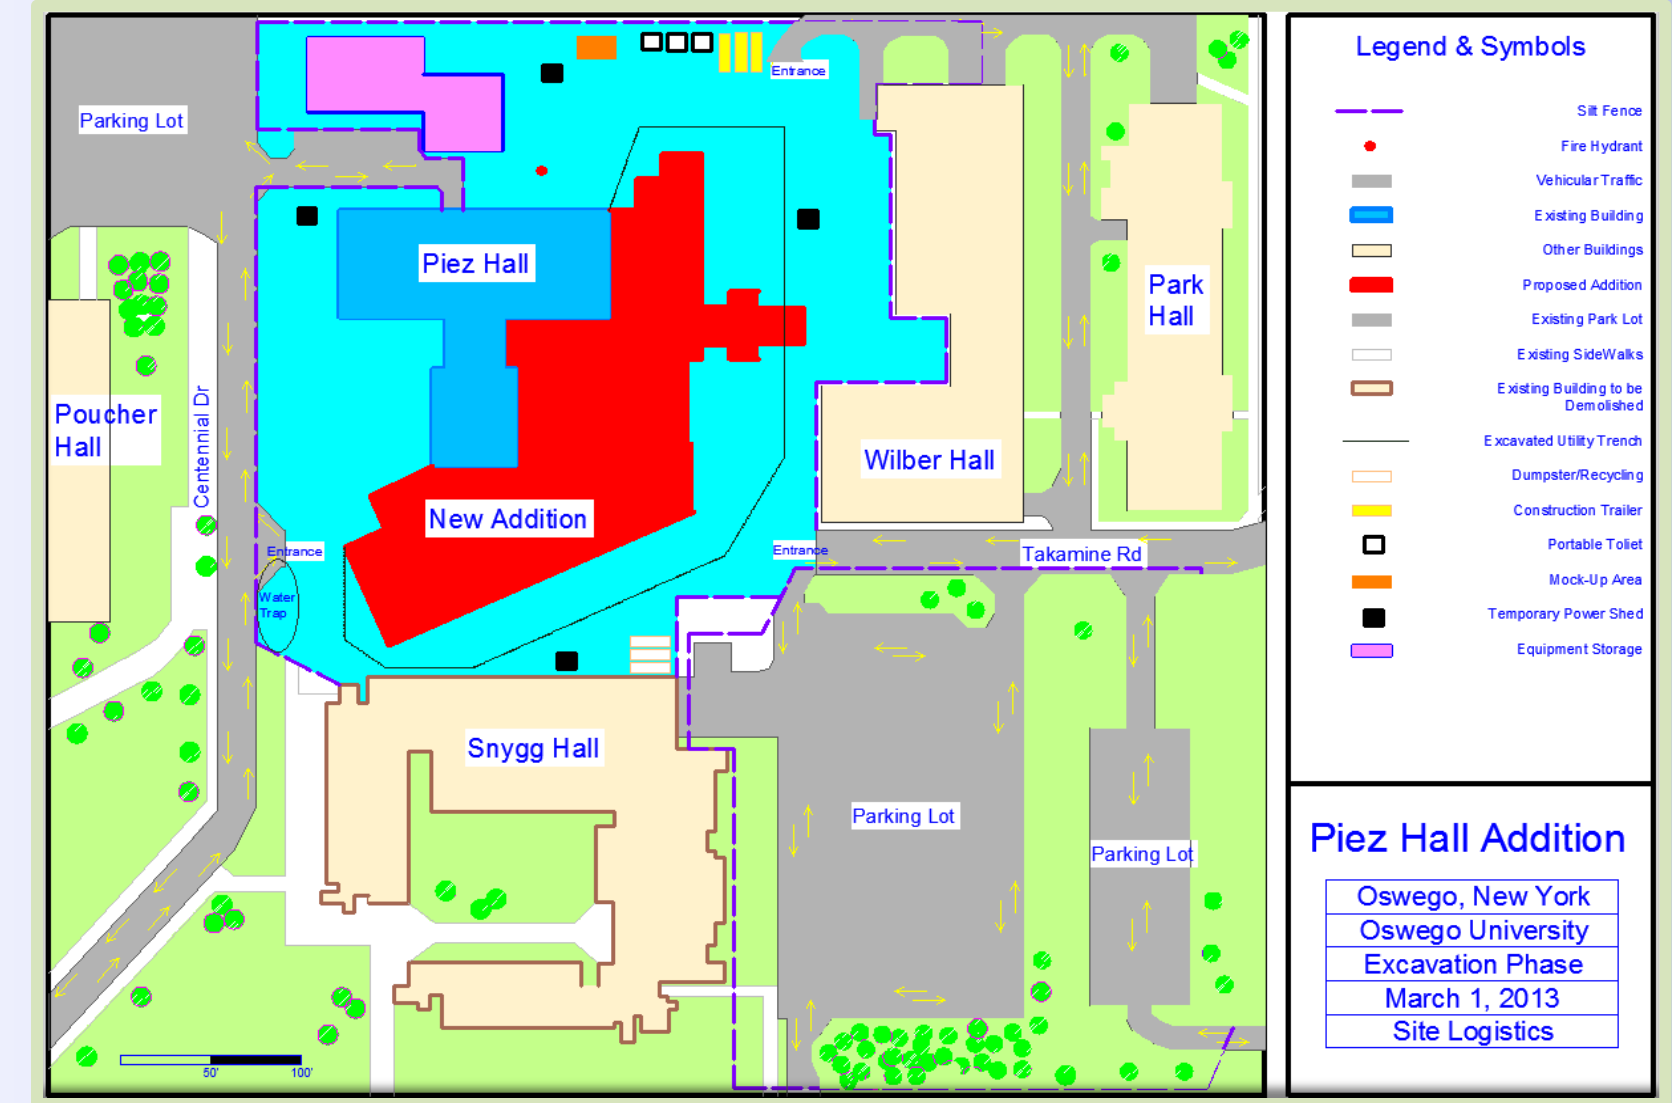 Legend & Symbols
Silt Fence
Fire Hydrant
Vehicular Traffic
Existing Building
Other Buildings
Proposed Addition
Existing Park Lot
Existing SideWalks
Existing Building to be
Demolished
Excavated Utility Trench
Dumpster/Recycling
Construction Trailer
Portable Toliet
Mock-Up Area
Temporary Power Shed
Equipment Storage
Piez Hall Addition
Oswego, New York
Oswego University
Excavation Phase
March 1, 2013
Site Logistics
Parking Lot
Entrance
Piez Hall
Park
Hall
Poucher
Hall
Centennial Dr
Wilber Hall
New Addition
Entrance
Entrance
Takamine Rd
Water
Trap
Snygg Hall
Parking Lot
Parking Lot
50'
100'